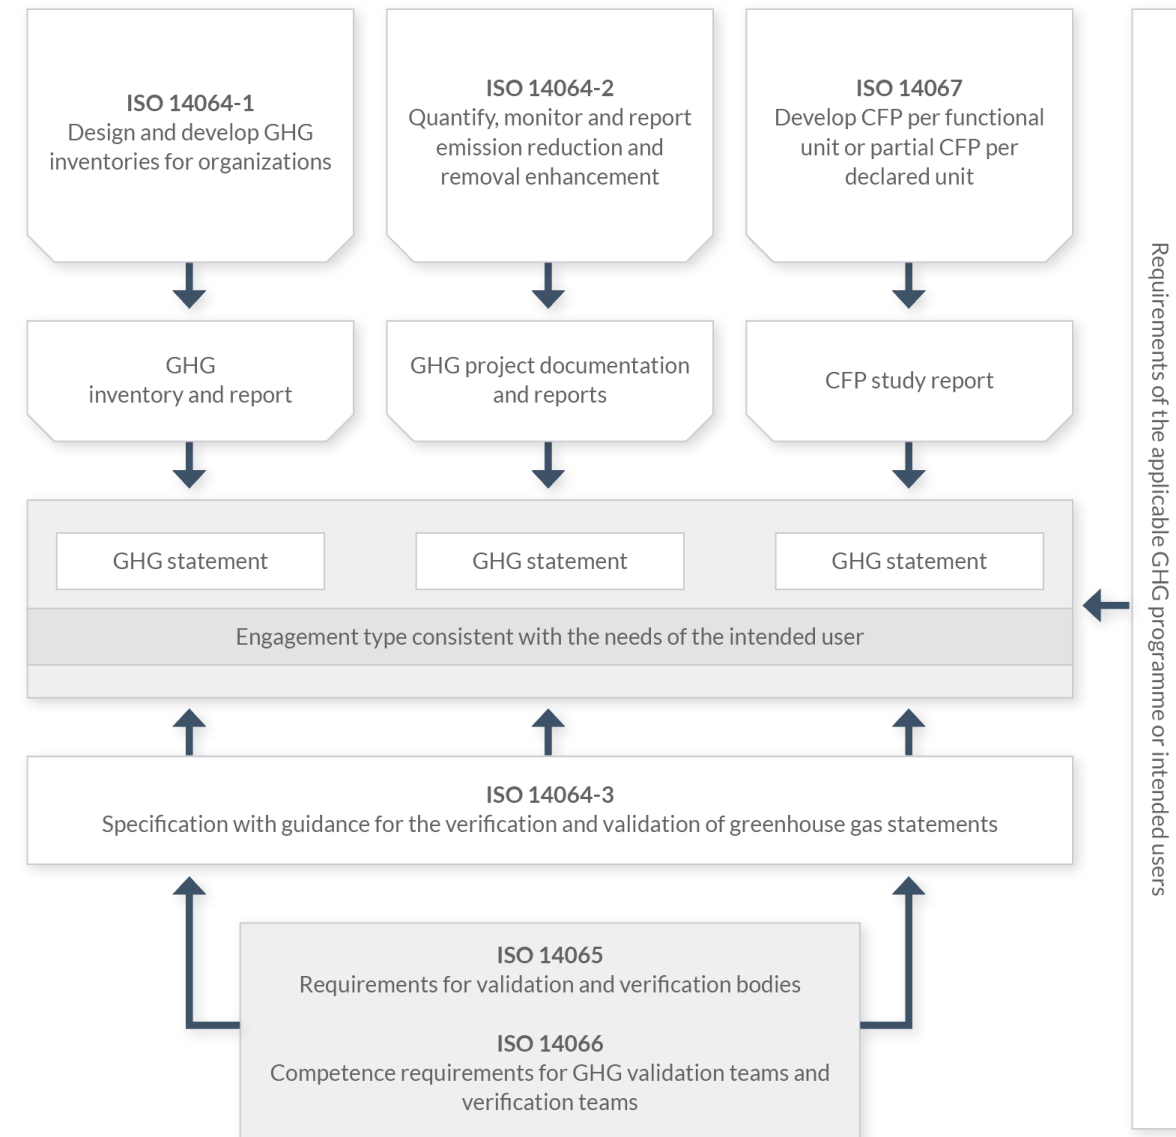 ISO 14064-1
Design and develop GHG
inventories for organizations
ISO 14064-2
Quantify, monitor and report
emission reduction and
removal enhancement
ISO 14067
Develop CFP per functional
unit or partial CFP per
declared unit
GHG
inventory and report
GHG project documentation
and reports
CFP study report
GHG statement
GHG statement
GHG statement
Engagement type consistent with the needs of the intended user
ISO 14064-3
Specification with guidance for the verification and validation of greenhouse gas statements
ISO 14065
Requirements for validation and verification bodies
ISO 14066
Competence requirements for GHG validation teams and
verification teams
Requirements of the applicable GHG programme or intended users